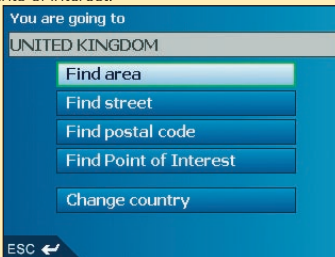 You are going to
UNITED KINGDOM
Find area
Find street
Find postal code
Find Point of Interest
Change country
ESC